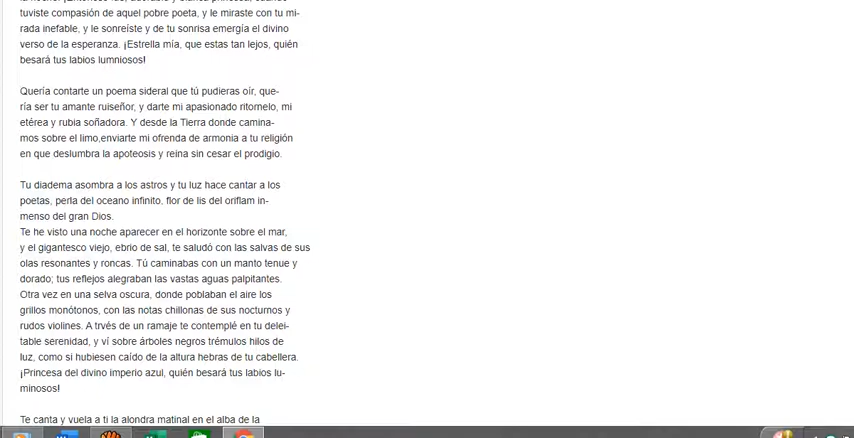 tuviste compasión de aquel pobre poeta, y le miraste con tu mi-
rada inefable, y le sonreíste y de tu sonrisa emergía el divino
verso de la esperanza. ¡Estrella mía, que estas tan lejos, quién
besará tus labios lumniosos!

Quería contarte un poema sideral que tú pudieras oír, que-
ría ser tu amante ruiseñor, y darte mi apasionado ritornelo, mi
etérea y rubia soñadora. Y desde la Tierra donde camina-
mos sobre el limo,enviarte mi ofrenda de armonia a tu religión
en que deslumbra la apoteosis y reina sin cesar el prodigio.

Tu diadema asombra a los astros y tu luz hace cantar a los
poetas, perla del oceano infinito, flor de lis del oriflam in-
menso del gran Dios.
Te he visto una noche aparecer en el horizonte sobre el mar,
y el gigantesco viejo, ebrio de sal, te saludó con las salvas de sus
olas resonantes y roncas. Tú caminabas con un manto tenue y
dorado; tus reflejos alegraban las vastas aguas palpitantes.
Otra vez en una selva oscura, donde poblaban el aire los
grillos monótonos, con las notas chillonas de sus nocturnos y
rudos violines. A trvés de un ramaje te contemplé en tu delei-
table serenidad, y ví sobre árboles negros trémulos hilos de
luz, como si hubiesen caído de la altura hebras de tu cabellera.
¡Princesa del divino imperio azul, quién besará tus labios lu-
minosos!

Te canta y vuela a ti la alondra matinal en el alba de la